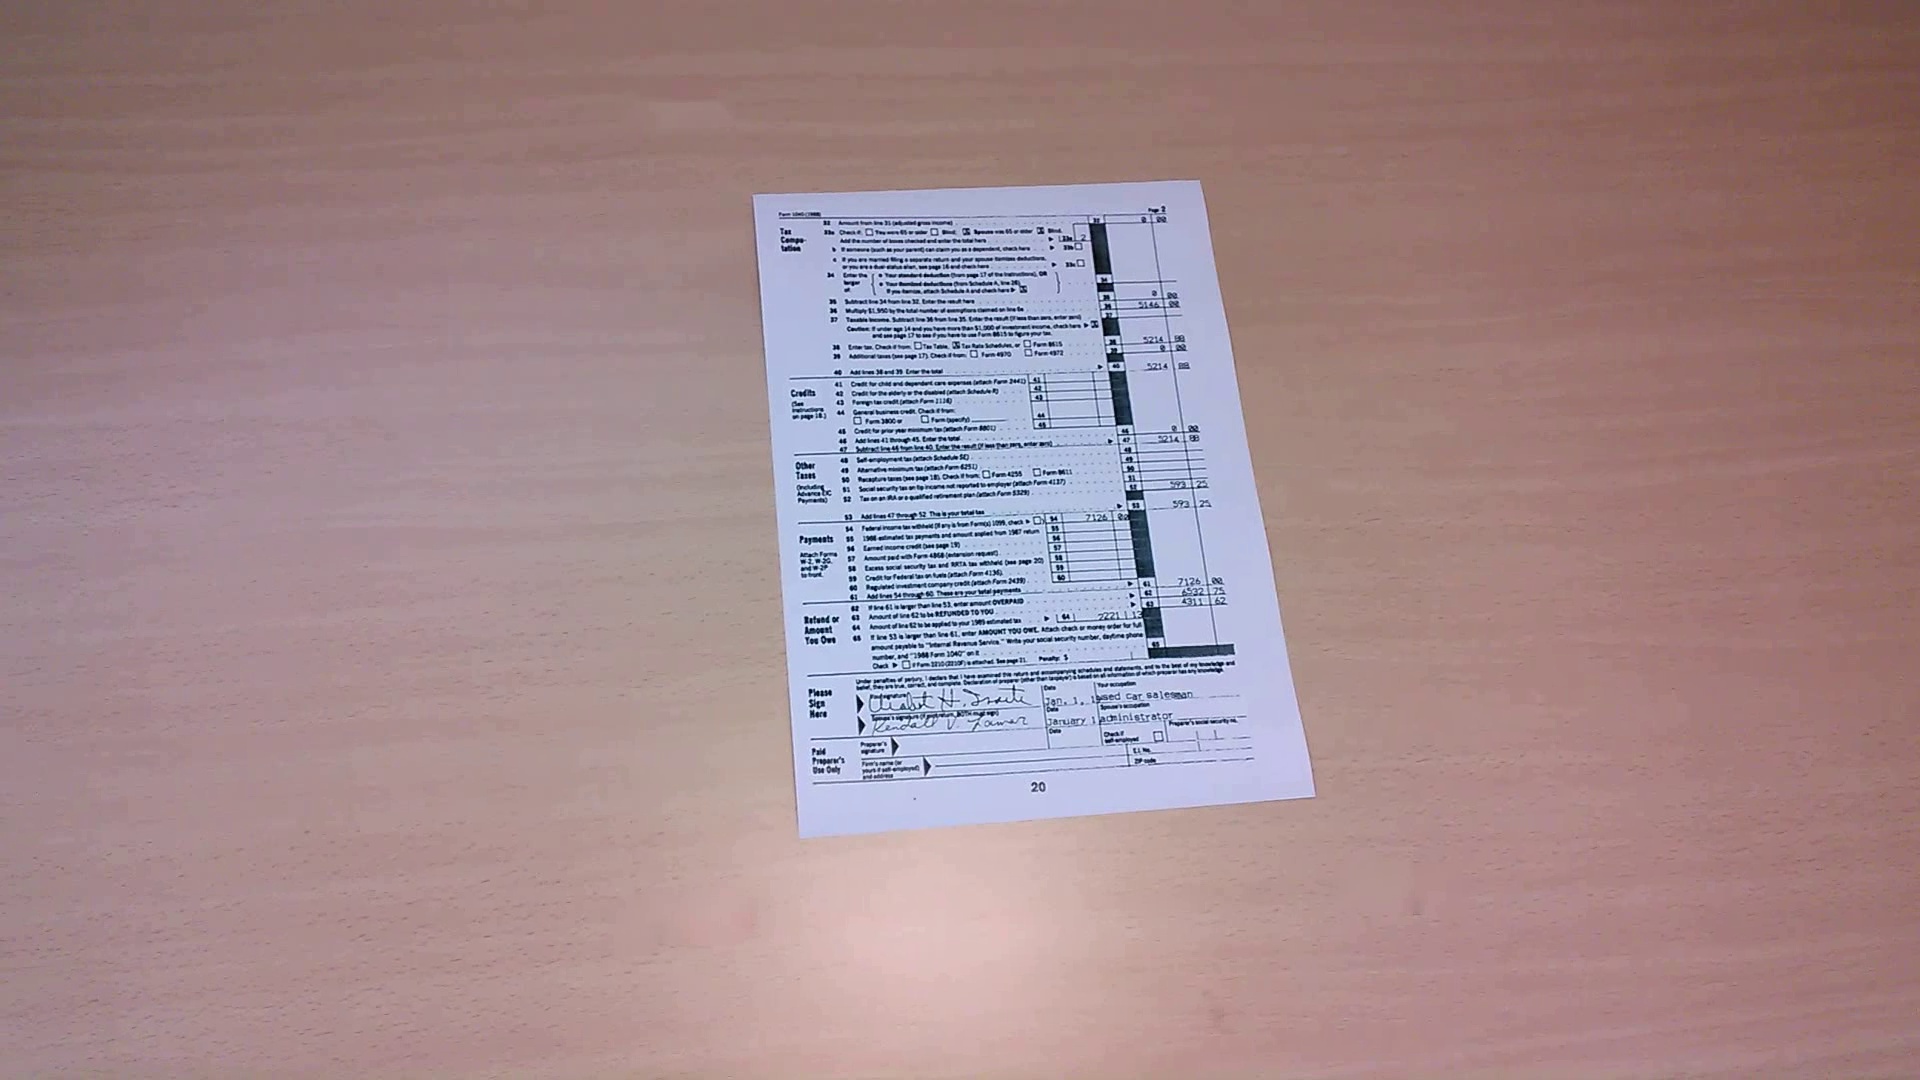 Form 1040 (1988) Page 2
Tax Compu- tation
32 Amount from line 31 (adjusted gross income) 32 0 00
33a Check if: You were 65 or older Blind; Spouse was 65 or older Blind.
Add the number of boxes checked and enter the total here 33a 2
b If someone (such as your parent) can claim you as a dependent, check here 33b
c If you are married filing a separate return and your spouse itemizes deductions,
or you are a dual-status alien, see page 16 and check here 33c
34 Enter the larger of:
Your standard deduction (from page 17 of the Instructions), OR
Your itemized deductions (from Schedule A, line 26).
If you itemize, attach Schedule A and check here
34
35 Subtract line 34 from line 32. Enter the result here 35 0 00
36 Multiply $1,950 by the total number of exemptions claimed on line 6e 36 5146 00
37 Taxable income. Subtract line 36 from line 35. Enter the result (if less than zero, enter zero) 37
Caution: If under age 14 and you have more than $1,000 of investment income, check here
and see page 17 to see if you have to use Form 8615 to figure your tax.
38 Enter tax. Check if from: Tax Table, Tax Rate Schedules, or Form 8615 38 5214 88
39 Additional taxes (see page 17). Check if from: Form 4970 Form 4972 39 0 00
40 Add lines 38 and 39. Enter the total 40 5214 88
Credits
(See Instructions on page 18.)
41 Credit for child and dependent care expenses (attach Form 2441) 41
42 Credit for the elderly or the disabled (attach Schedule R) 42
43 Foreign tax credit (attach Form 1116) 43
44 General business credit. Check if from:
Form 3800 or Form (specify) 44
45 Credit for prior year minimum tax (attach Form 8801) 45
46 Add lines 41 through 45. Enter the total 46 0 00
47 Subtract line 46 from line 40. Enter the result (if less than zero, enter zero) 47 5214 88
Other Taxes
(Including Advance EIC Payments)
48 Self-employment tax (attach Schedule SE) 48
49 Alternative minimum tax (attach Form 6251) 49
50 Recapture taxes (see page 18). Check if from: Form 4255 Form 8611 50
51 Social security tax on tip income not reported to employer (attach Form 4137) 51
52 Tax on an IRA or a qualified retirement plan (attach Form 5329) 52 593 25
53 Add lines 47 through 52. This is your total tax 53 593 25
Payments
Attach Forms W-2, W-2G, and W-2P to front.
54 Federal income tax withheld (if any is from Form(s) 1099, check ) 54 7126 00
55 1988 estimated tax payments and amount applied from 1987 return 55
56 Earned income credit (see page 19) 56
57 Amount paid with Form 4868 (extension request) 57
58 Excess social security tax and RRTA tax withheld (see page 20) 58
59 Credit for Federal tax on fuels (attach Form 4136) 59
60 Regulated investment company credit (attach Form 2439) 60
61 Add lines 54 through 60. These are your total payments 61 7126 00
Refund or Amount You Owe
62 If line 61 is larger than line 53, enter amount OVERPAID 62 6532 75
63 Amount of line 62 to be REFUNDED TO YOU 63 4311 62
64 Amount of line 62 to be applied to your 1989 estimated tax 64 2221 13
65 If line 53 is larger than line 61, enter AMOUNT YOU OWE. Attach check or money order for full
amount payable to "Internal Revenue Service." Write your social security number, daytime phone
number, and "1988 Form 1040" on it 65
Check if Form 2210 (2210F) is attached. See page 21. Penalty: $
Please Sign Here
Under penalties of perjury, I declare that I have examined this return and accompanying schedules and statements, and to the best of my knowledge and
belief, they are true, correct, and complete. Declaration of preparer (other than taxpayer) is based on all information of which preparer has any knowledge.
Your signature Date Your occupation
H. Jan. 1, 19 used car salesman
Spouse's signature (if joint return, BOTH must sign) Date Spouse's occupation
Kendall V. Lamar January 1 administrator
Paid Preparer's Use Only
Preparer's signature Date Check if self-employed Preparer's social security no.
Firm's name (or yours if self-employed) and address E.I. No.
ZIP code
20